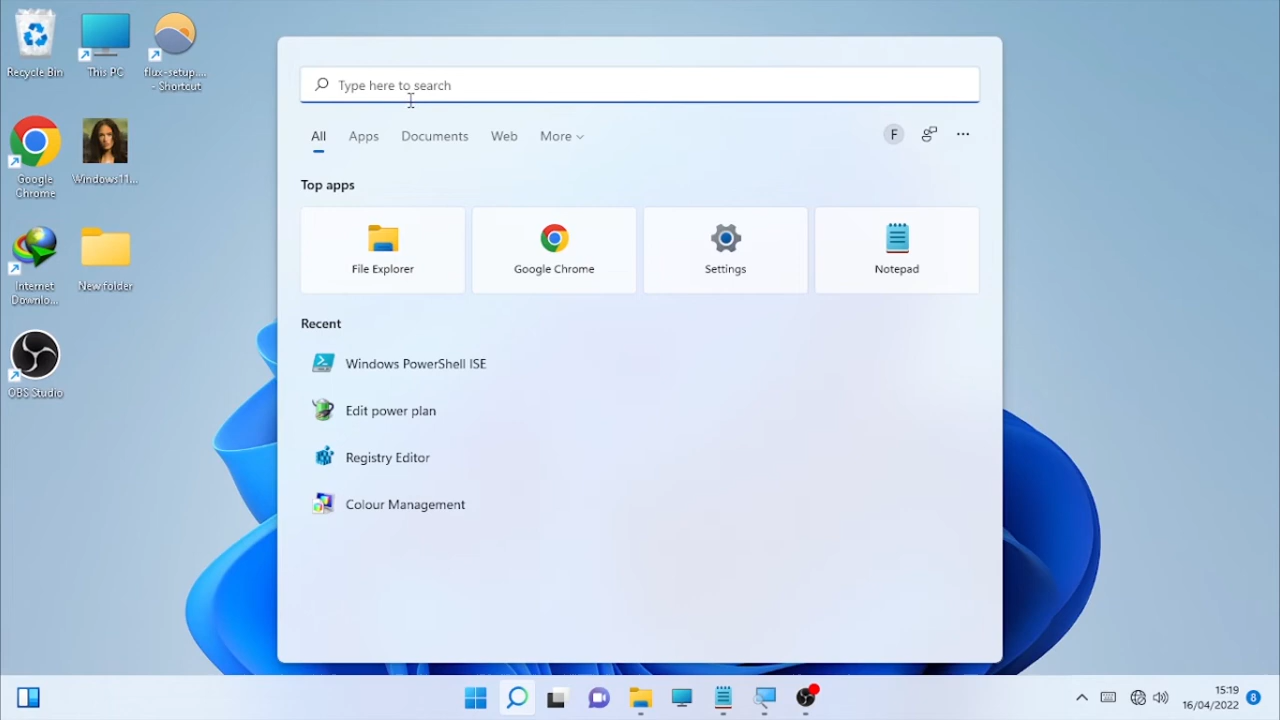 Recycle Bin
This PC
flux-setup....
- Shortcut
Google
Chrome
Windows11...
Internet
Downlo...
New folder
OBS Studio
Type here to search
All Apps Documents Web More
F
Top apps
File Explorer
Google Chrome
Settings
Notepad
Recent
Windows PowerShell ISE
Edit power plan
Registry Editor
Colour Management
15:19
16/04/2022
8